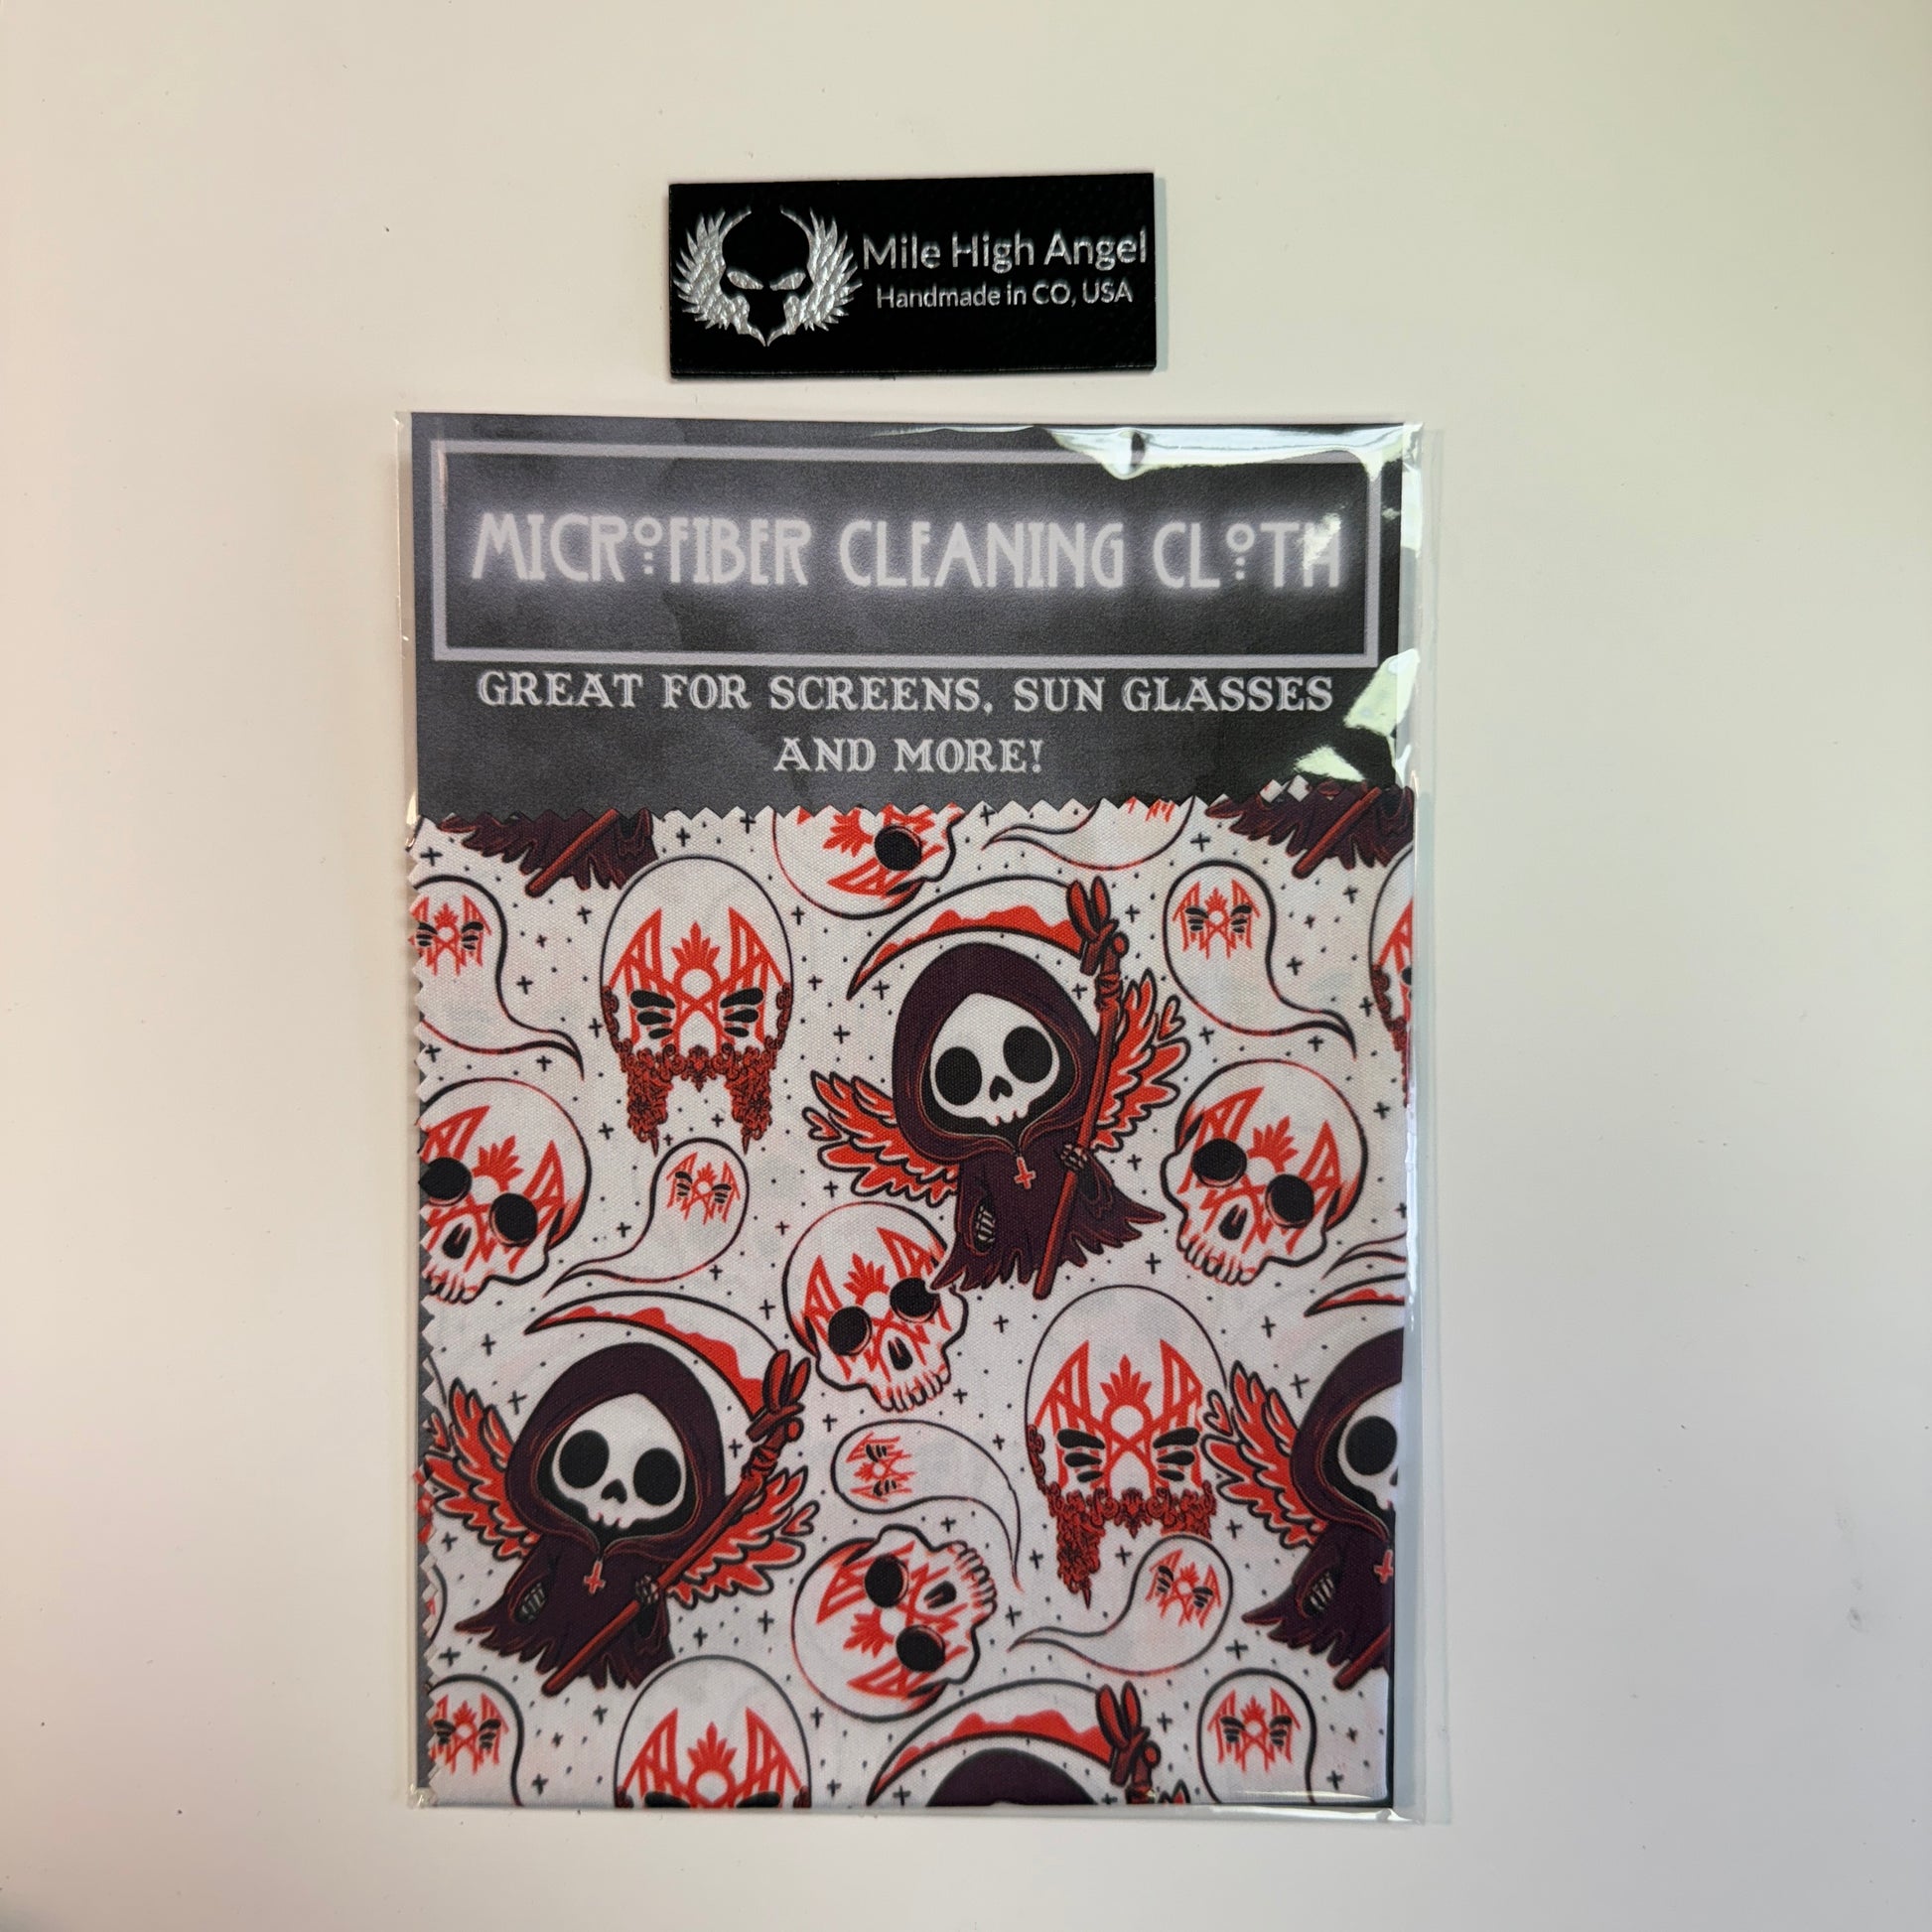 Mile High Angel
Handmade in CO, USA
MICROFIBER CLEANING CLOTH
GREAT FOR SCREENS, SUN GLASSES
AND MORE!